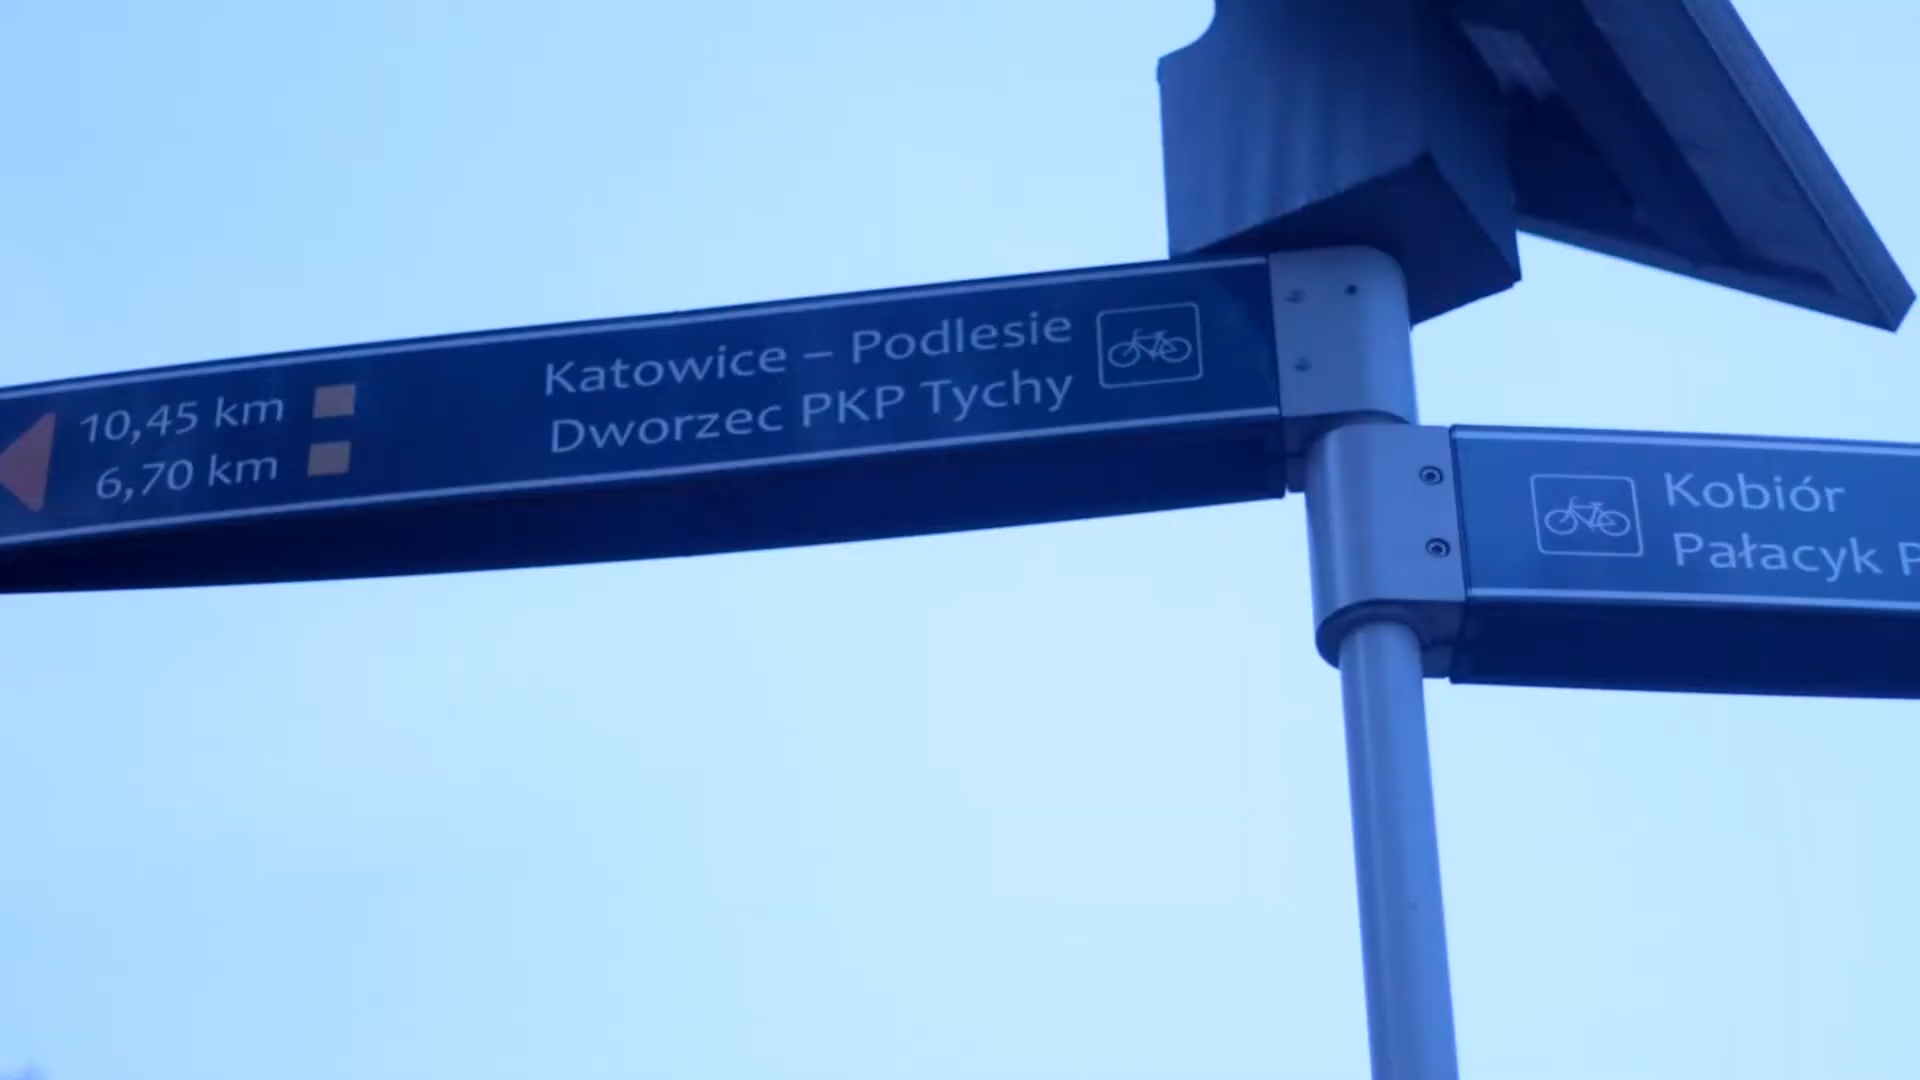 Katowice – Podlesie
10,45 km
Dworzec PKP Tychy
6,70 km
Kobiór
Pałacyk